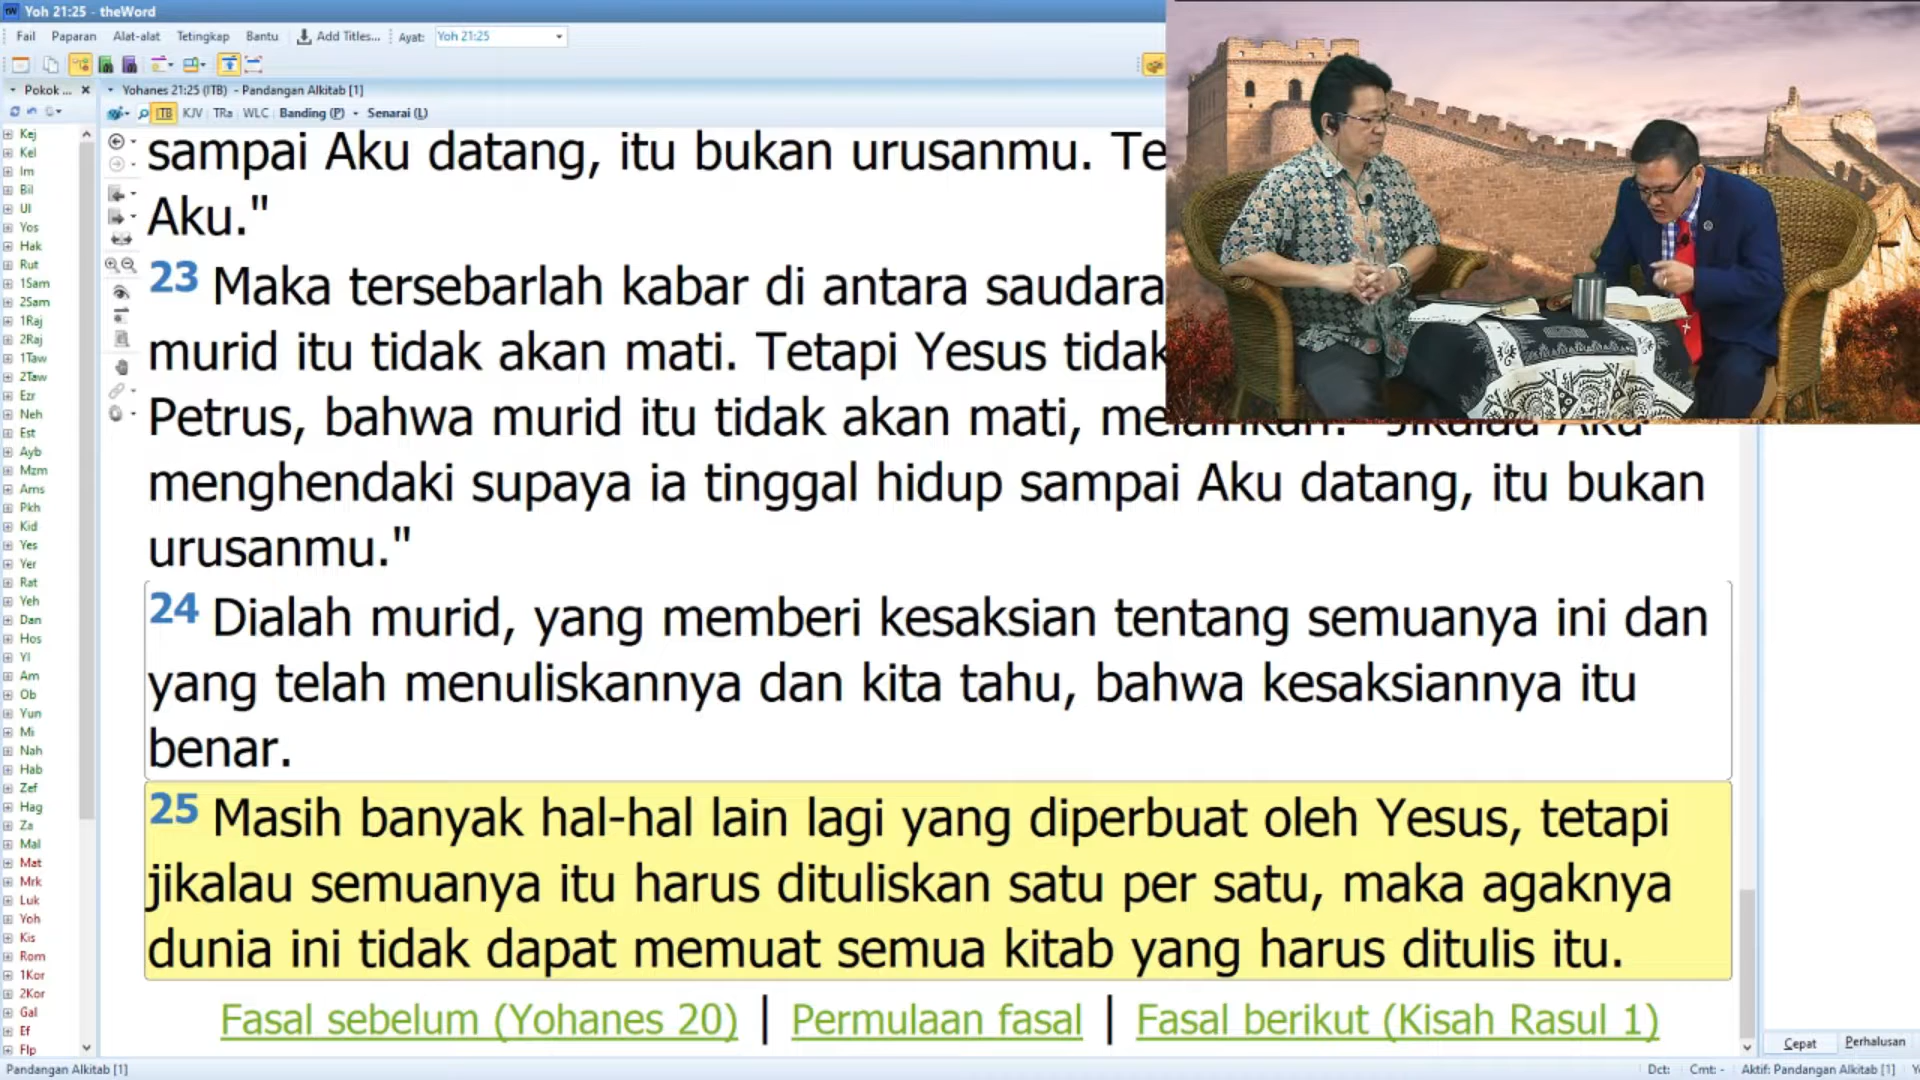 Yoh 21:25 - theWord
Fail Paparan Alat-alat Tetingkap Bantu Add Titles... Ayat: Yoh 21:25
Pokok ... Yohanes 21:25 (ITB) - Pandangan Alkitab [1]
ITB KJV TRa WLC Banding (P) Senarai (L)
Kej
Kel
Im
Bil
Ul
Yos
Hak
Rut
1Sam
2Sam
1Raj
2Raj
1Taw
2Taw
Ezr
Neh
Est
Ayb
Mzm
Ams
Pkh
Kid
Yes
Yer
Rat
Yeh
Dan
Hos
Yl
Am
Ob
Yun
Mi
Nah
Hab
Zef
Hag
Za
Mal
Mat
Mrk
Luk
Yoh
Kis
Rom
1Kor
2Kor
Gal
Ef
Flp
sampai Aku datang, itu bukan urusanmu. Te
Aku."
23 Maka tersebarlah kabar di antara saudara
murid itu tidak akan mati. Tetapi Yesus tidak
Petrus, bahwa murid itu tidak akan mati, melainkan: "Jikalau Aku
menghendaki supaya ia tinggal hidup sampai Aku datang, itu bukan
urusanmu."
24 Dialah murid, yang memberi kesaksian tentang semuanya ini dan
yang telah menuliskannya dan kita tahu, bahwa kesaksiannya itu
benar.
25 Masih banyak hal-hal lain lagi yang diperbuat oleh Yesus, tetapi
jikalau semuanya itu harus dituliskan satu per satu, maka agaknya
dunia ini tidak dapat memuat semua kitab yang harus ditulis itu.
Fasal sebelum (Yohanes 20) | Permulaan fasal | Fasal berikut (Kisah Rasul 1)
Cepat Perhalusan
Pandangan Alkitab [1] Dct: Cmt: - Aktif: Pandangan Alkitab [1] Y